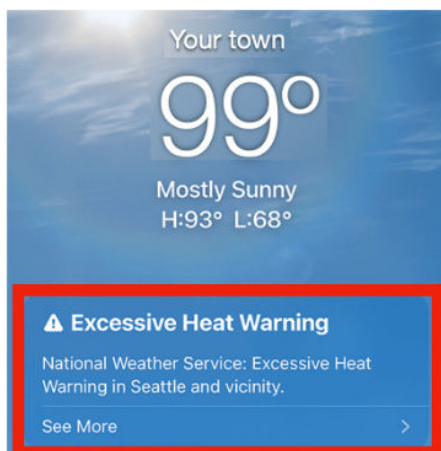 Your town
99°
Mostly Sunny
H:93° L:68°
Excessive Heat Warning
National Weather Service: Excessive Heat
Warning in Seattle and vicinity.
See More